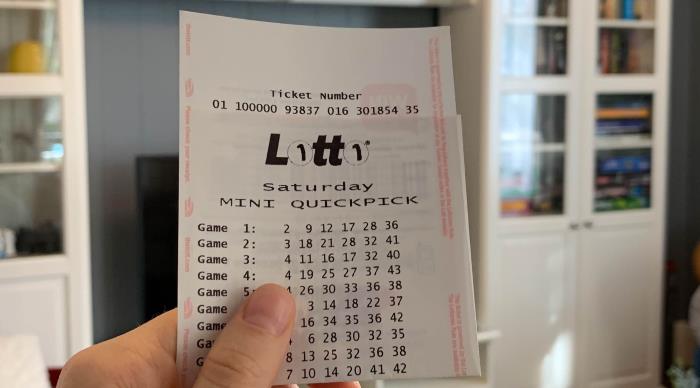 Ticket Number
01 100000 93837 016 301854 35
Lotto
Saturday
MINI QUICKPICK
Game 1: 2 9 12 17 28 36
Game 2: 3 18 21 28 32 41
Game 3: 4 11 16 17 32 40
Game 4: 4 19 25 27 37 43
Game 5: 26 30 33 36 38
Game 3 14 18 22 37
16 34 35 36 42
6 28 30 32 35
8 13 25 32 36 38
7 10 14 20 41 42